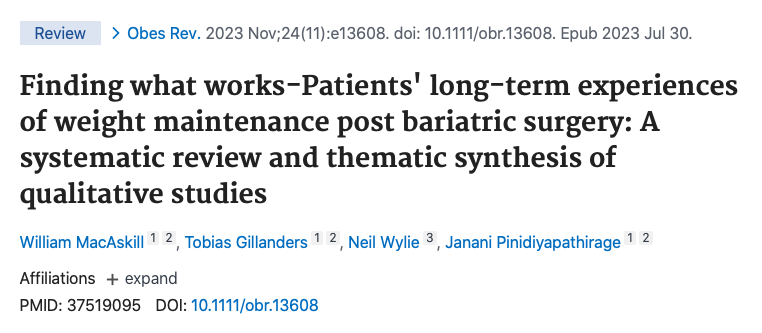 Review > Obes Rev. 2023 Nov;24(11):e13608. doi: 10.1111/obr.13608. Epub 2023 Jul 30.
Finding what works-Patients' long-term experiences
of weight maintenance post bariatric surgery: A
systematic review and thematic synthesis of
qualitative studies
William MacAskill 1 2, Tobias Gillanders 1 2, Neil Wylie 3, Janani Pinidiyapathirage 1 2
Affiliations + expand
PMID: 37519095 DOI: 10.1111/obr.13608